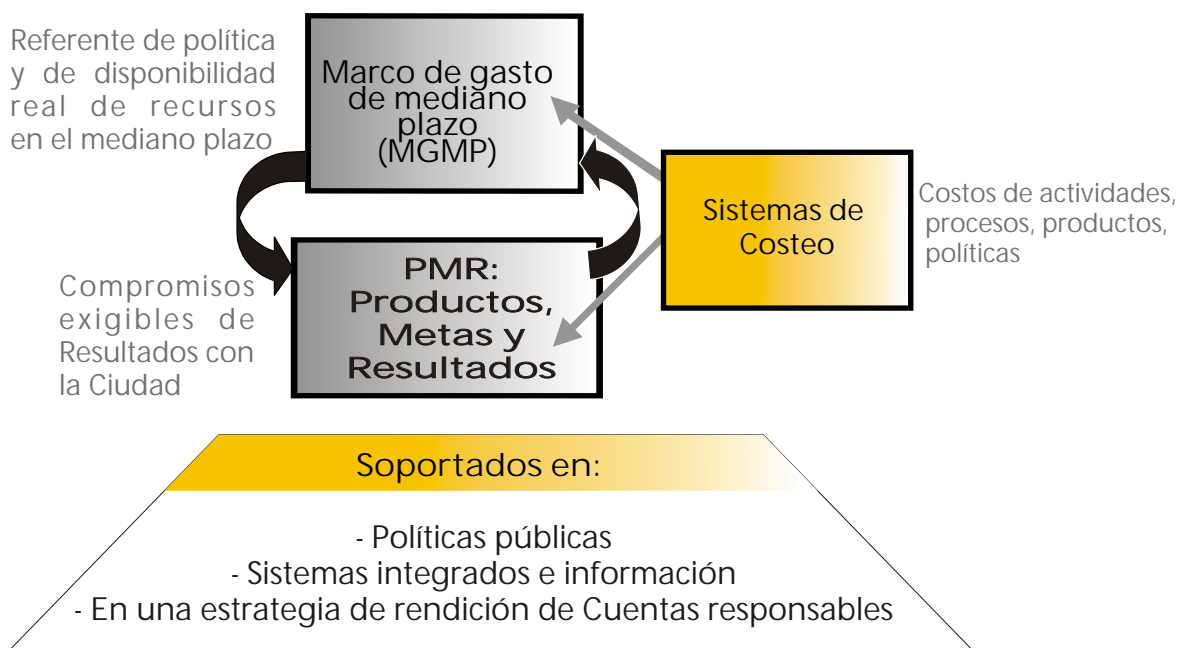 Referente de política
y de disponibilidad
real de recursos
en el mediano plazo
Marco de gasto
de mediano
plazo
(MGMP)
Sistemas de
Costeo
Costos de actividades,
procesos, productos,
políticas
PMR:
Productos,
Metas y
Resultados
Compromisos
exigibles de
Resultados con
la Ciudad
Soportados en:
- Políticas públicas
- Sistemas integrados e información
- En una estrategia de rendición de Cuentas responsables